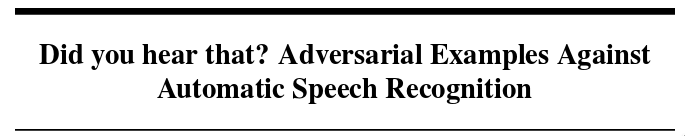 Did you hear that? Adversarial Examples Against
Automatic Speech Recognition